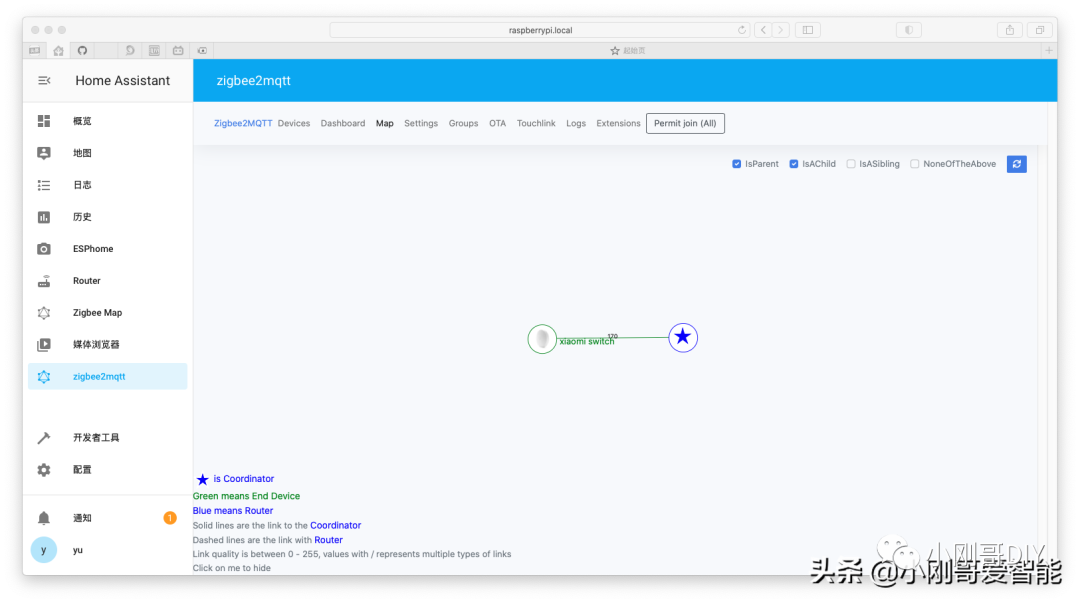 raspberrypi.local
起始页
Home Assistant
zigbee2mqtt
Zigbee2MQTT Devices Dashboard Map Settings Groups OTA Touchlink Logs Extensions Permit join (All)
IsParent IsAChild IsASibling NoneOfTheAbove
概览
地图
日志
历史
ESPhome
Router
Zigbee Map
媒体浏览器
zigbee2mqtt
开发者工具
配置
通知 1
y yu
170
xiaomi switch
is Coordinator
Green means End Device
Blue means Router
Solid lines are the link to the Coordinator
Dashed lines are the link with Router
Link quality is between 0 - 255, values with / represents multiple types of links
Click on me to hide
小刚哥DIY
头条 @小刚哥爱智能